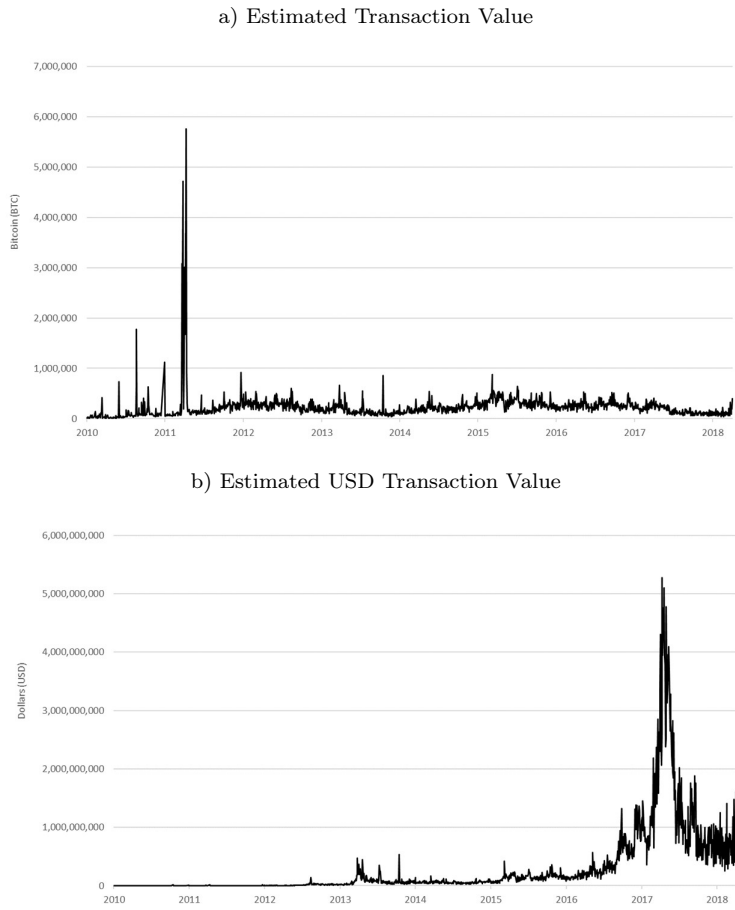 a) Estimated Transaction Value
7,000,000
6,000,000
5,000,000
4,000,000
3,000,000
2,000,000
1,000,000
0
Bitcoin (BTC)
2010 2011 2012 2013 2014 2015 2016 2017 2018
b) Estimated USD Transaction Value
6,000,000,000
5,000,000,000
4,000,000,000
3,000,000,000
2,000,000,000
1,000,000,000
0
Dollars (USD)
2010 2011 2012 2013 2014 2015 2016 2017 2018